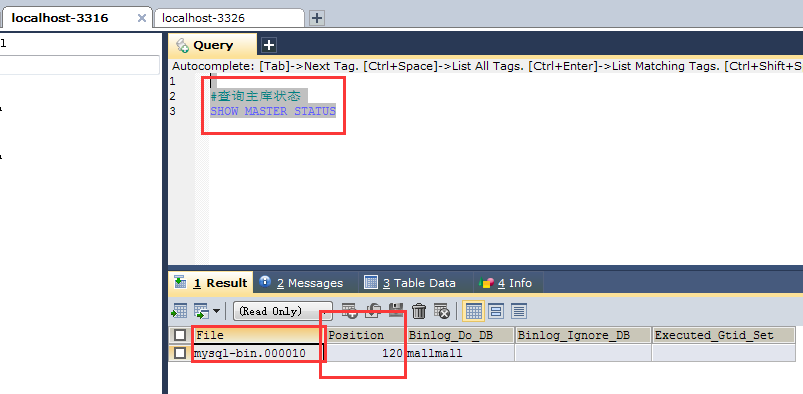 localhost-3316
localhost-3326
Query
Autocomplete: [Tab]->Next Tag. [Ctrl+Space]->List All Tags. [Ctrl+Enter]->List Matching Tags. [Ctrl+Shift+S
1
2 #查询主库状态
3 SHOW MASTER STATUS
1 Result 2 Messages 3 Table Data 4 Info
(Read Only)
File Position Binlog_Do_DB Binlog_Ignore_DB Executed_Gtid_Set
mysql-bin.000010 120 mallmall